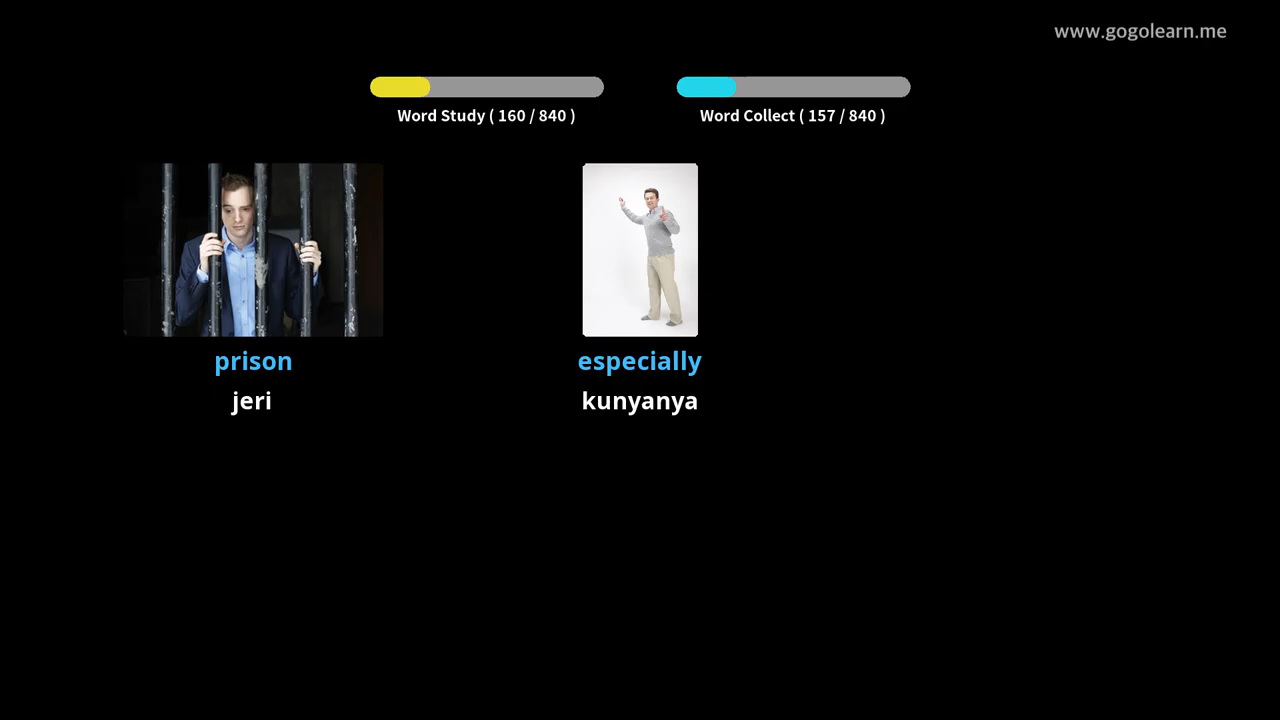 www.gogolearn.me
Word Study ( 160 / 840 )
Word Collect ( 157 / 840 )
prison
jeri
especially
kunyanya